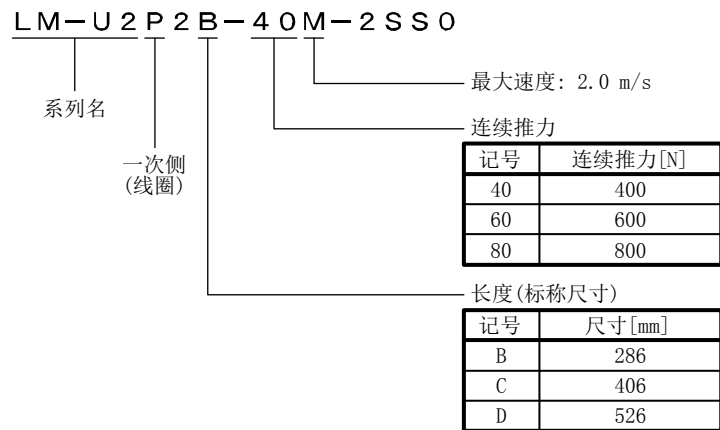 LM-U2P2B-40M-2SS0
最大速度: 2.0 m/s
系列名
连续推力
一次侧
(线圈)
记号 连续推力[N]
40 400
60 600
80 800
长度(标称尺寸)
记号 尺寸[mm]
B 286
C 406
D 526